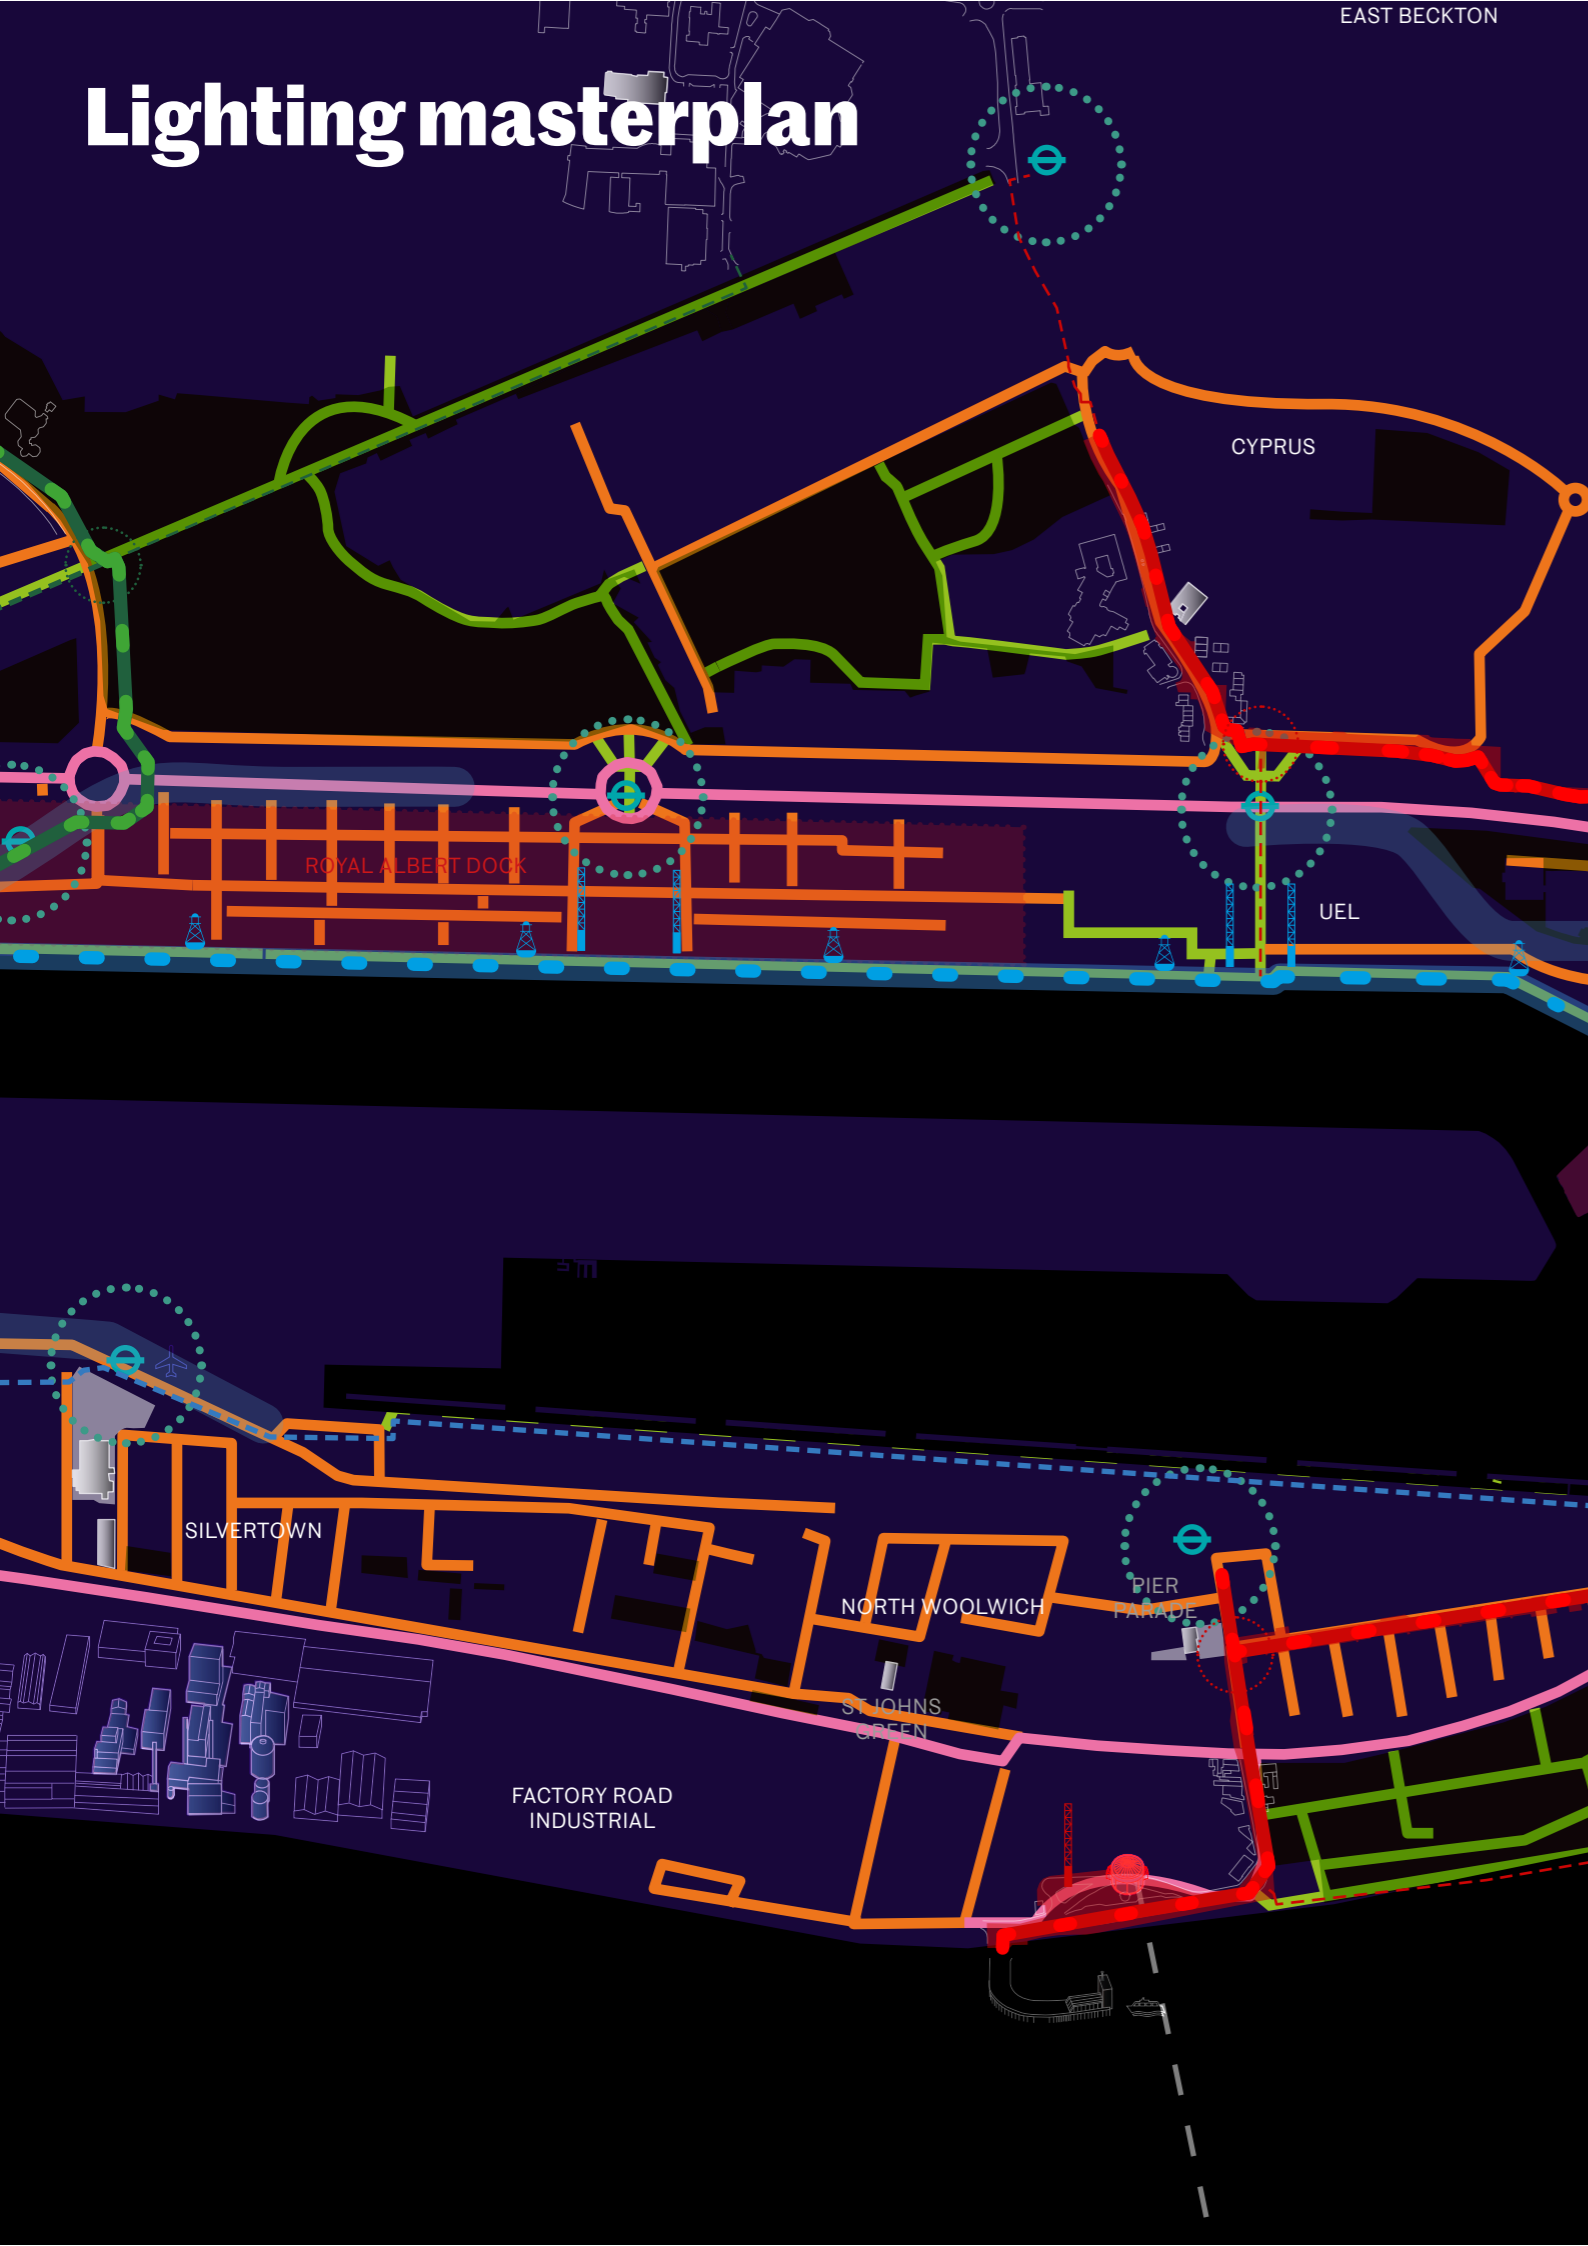 EAST BECKTON
Lighting masterplan
CYPRUS
ROYAL ALBERT DOCK
UEL
SILVERTOWN
PIER
PARADE
NORTH WOOLWICH
ST JOHNS
GREEN
FACTORY ROAD
INDUSTRIAL